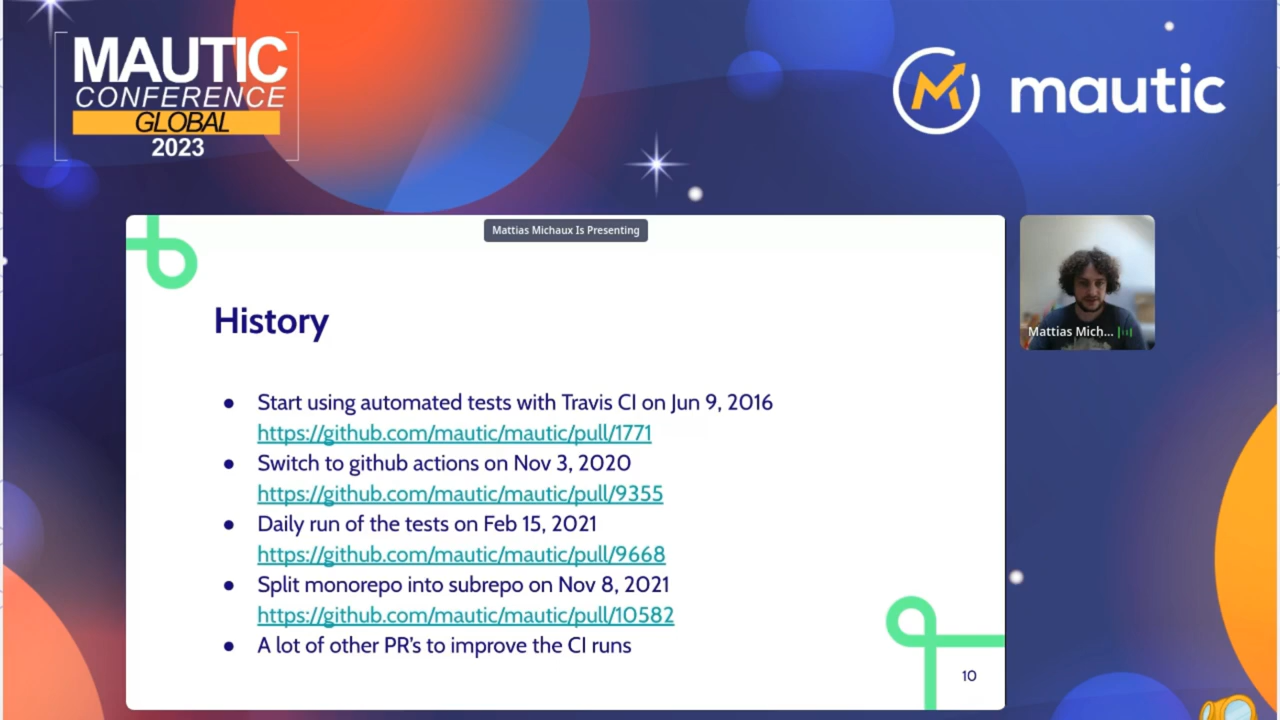 MAUTIC
CONFERENCE
GLOBAL
2023
mautic
Mattias Michaux Is Presenting
History
Mattias Mich...
● Start using automated tests with Travis CI on Jun 9, 2016
https://github.com/mautic/mautic/pull/1771
● Switch to github actions on Nov 3, 2020
https://github.com/mautic/mautic/pull/9355
● Daily run of the tests on Feb 15, 2021
https://github.com/mautic/mautic/pull/9668
● Split monorepo into subrepo on Nov 8, 2021
https://github.com/mautic/mautic/pull/10582
● A lot of other PR's to improve the CI runs
10